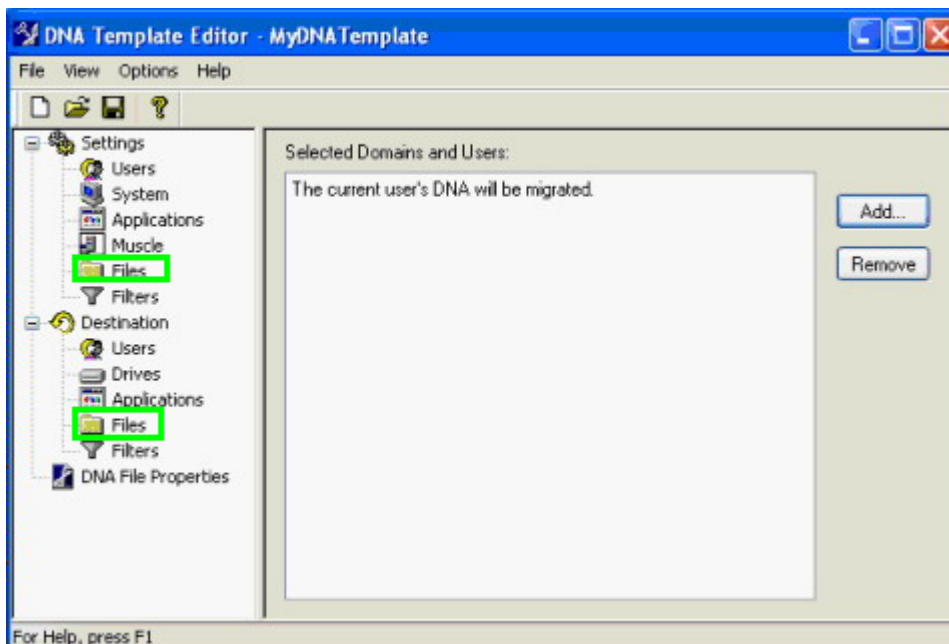 DNA Template Editor - MyDNATemplate
File View Options Help
Settings
Users
System
Applications
Muscle
Files
Filters
Destination
Users
Drives
Applications
Files
Filters
DNA File Properties
Selected Domains and Users:
The current user's DNA will be migrated.
Add...
Remove
For Help, press F1